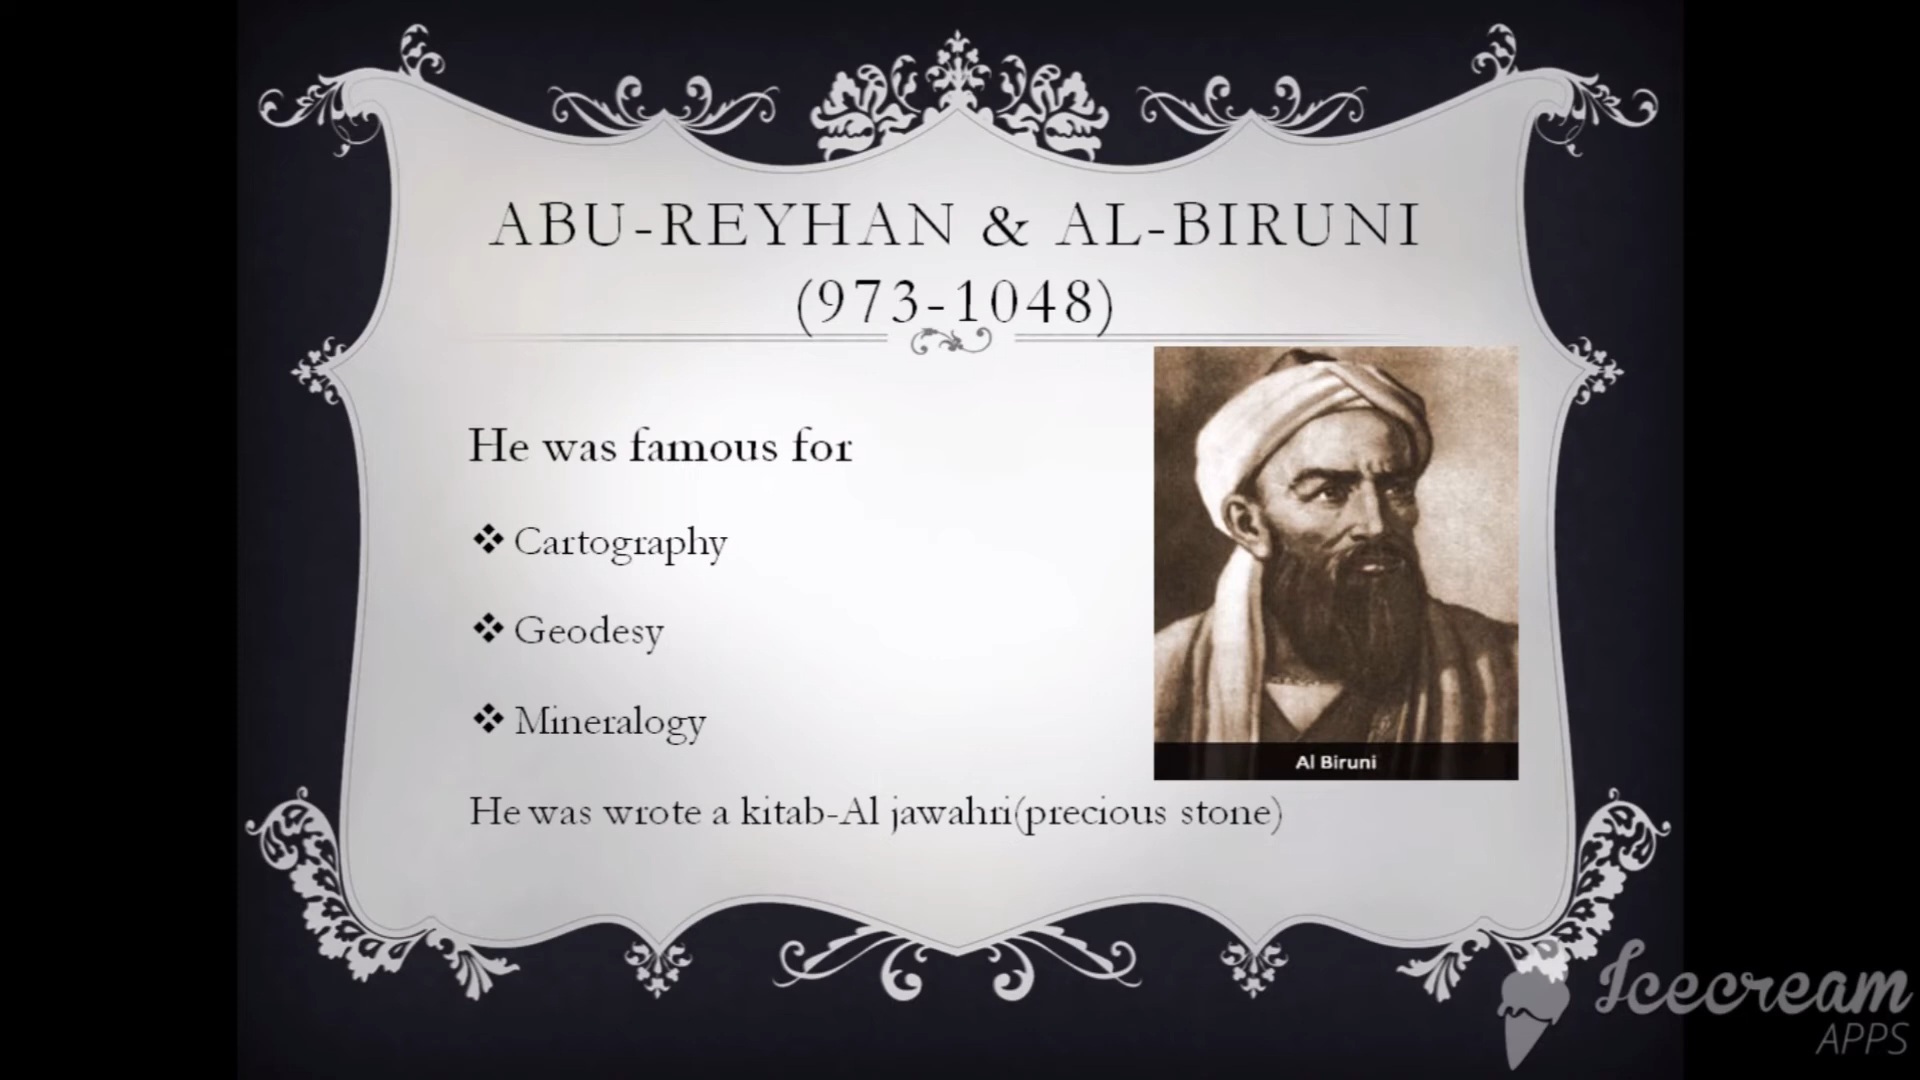 ABU-REYHAN & AL-BIRUNI
(973-1048)
He was famous for
❖ Cartography
❖ Geodesy
❖ Mineralogy
Al Biruni
He was wrote a kitab-Al jawahri(precious stone)
Icecream
APPS